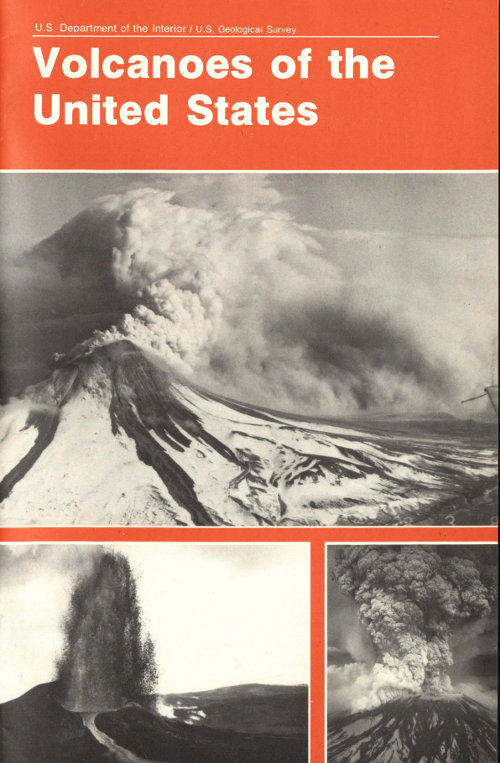 U.S. Department of the Interior / U.S. Geological Survey
Volcanoes of the
United States